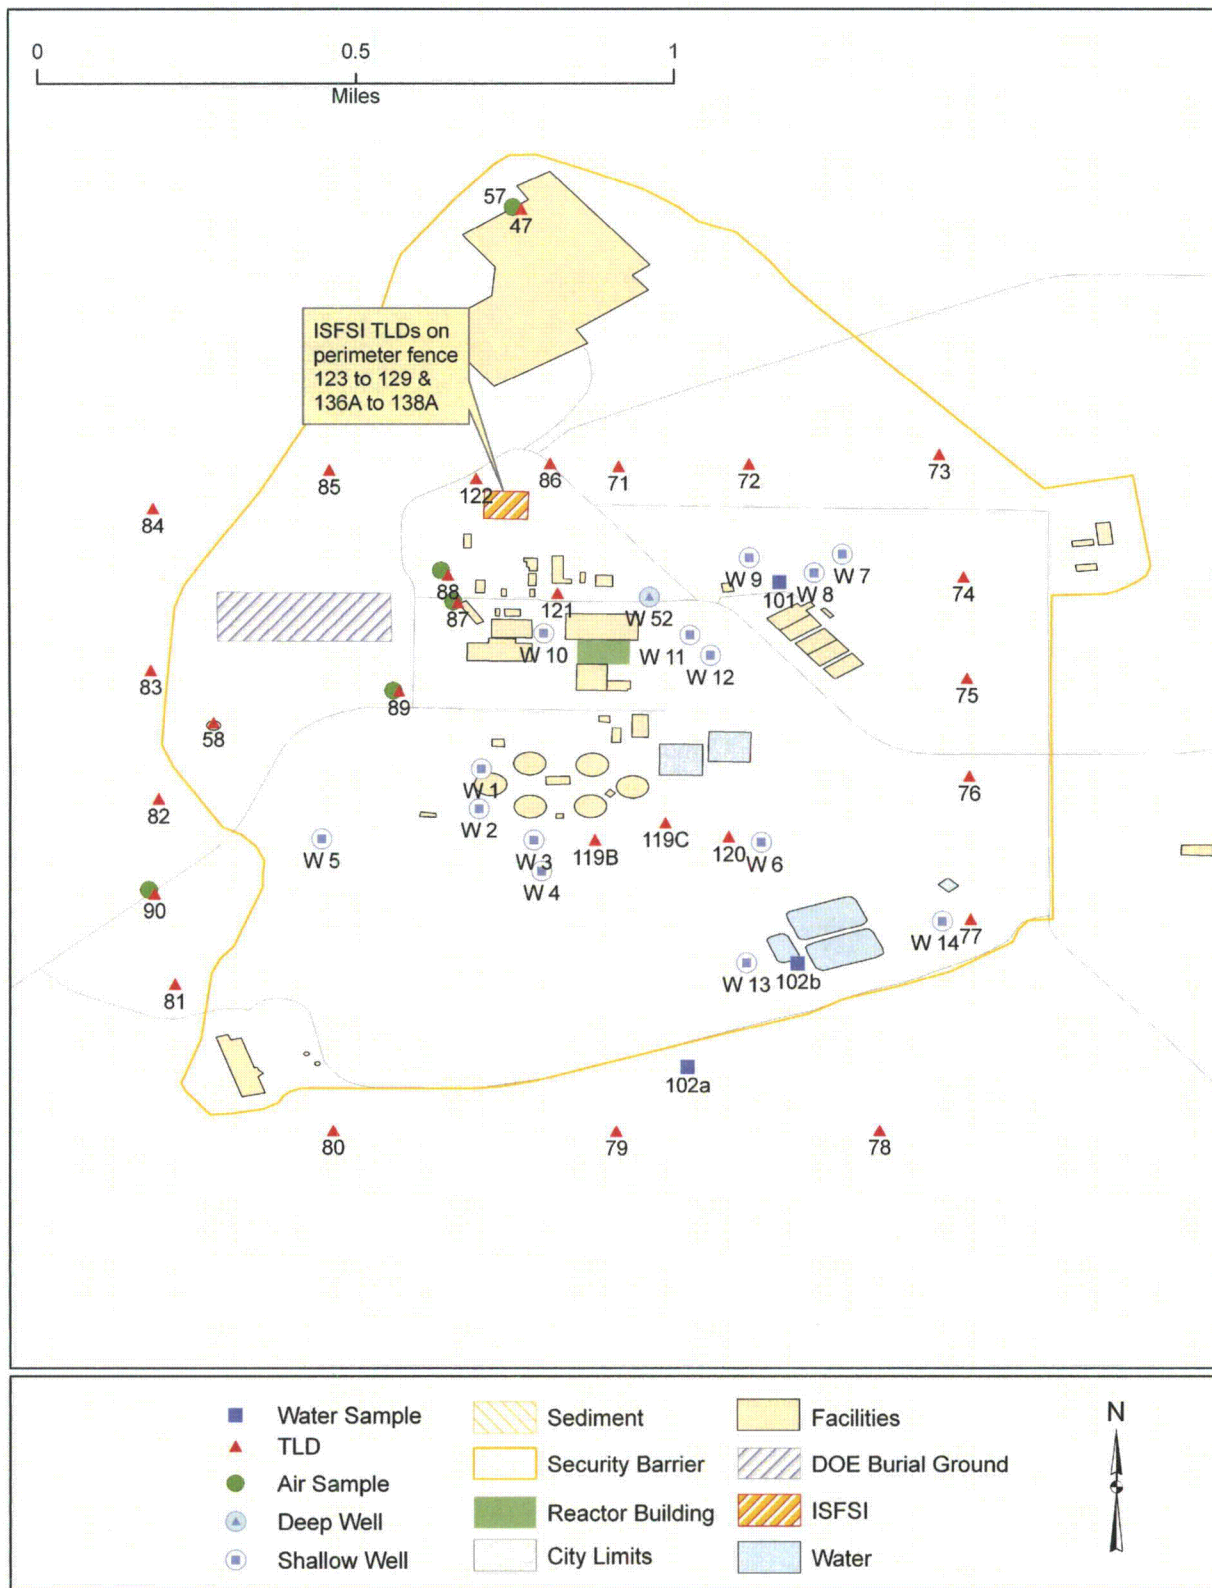 0
0.5
1
Miles
57
47
ISFSI TLDs on
perimeter fence
123 to 129 &
136A to 138A
85
122
86
71
72
73
84
88
87
121
W 52
W 9
101
W 8
W 7
74
W 10
W 11
W 12
83
89
75
58
76
W 1
82
W 2
W 5
W 3
W 4
119B
119C
120
W 6
90
W 14
77
81
W 13
102b
102a
80
79
78
Water Sample
TLD
Air Sample
Deep Well
Shallow Well
Sediment
Security Barrier
Reactor Building
City Limits
Facilities
DOE Burial Ground
ISFSI
Water
N